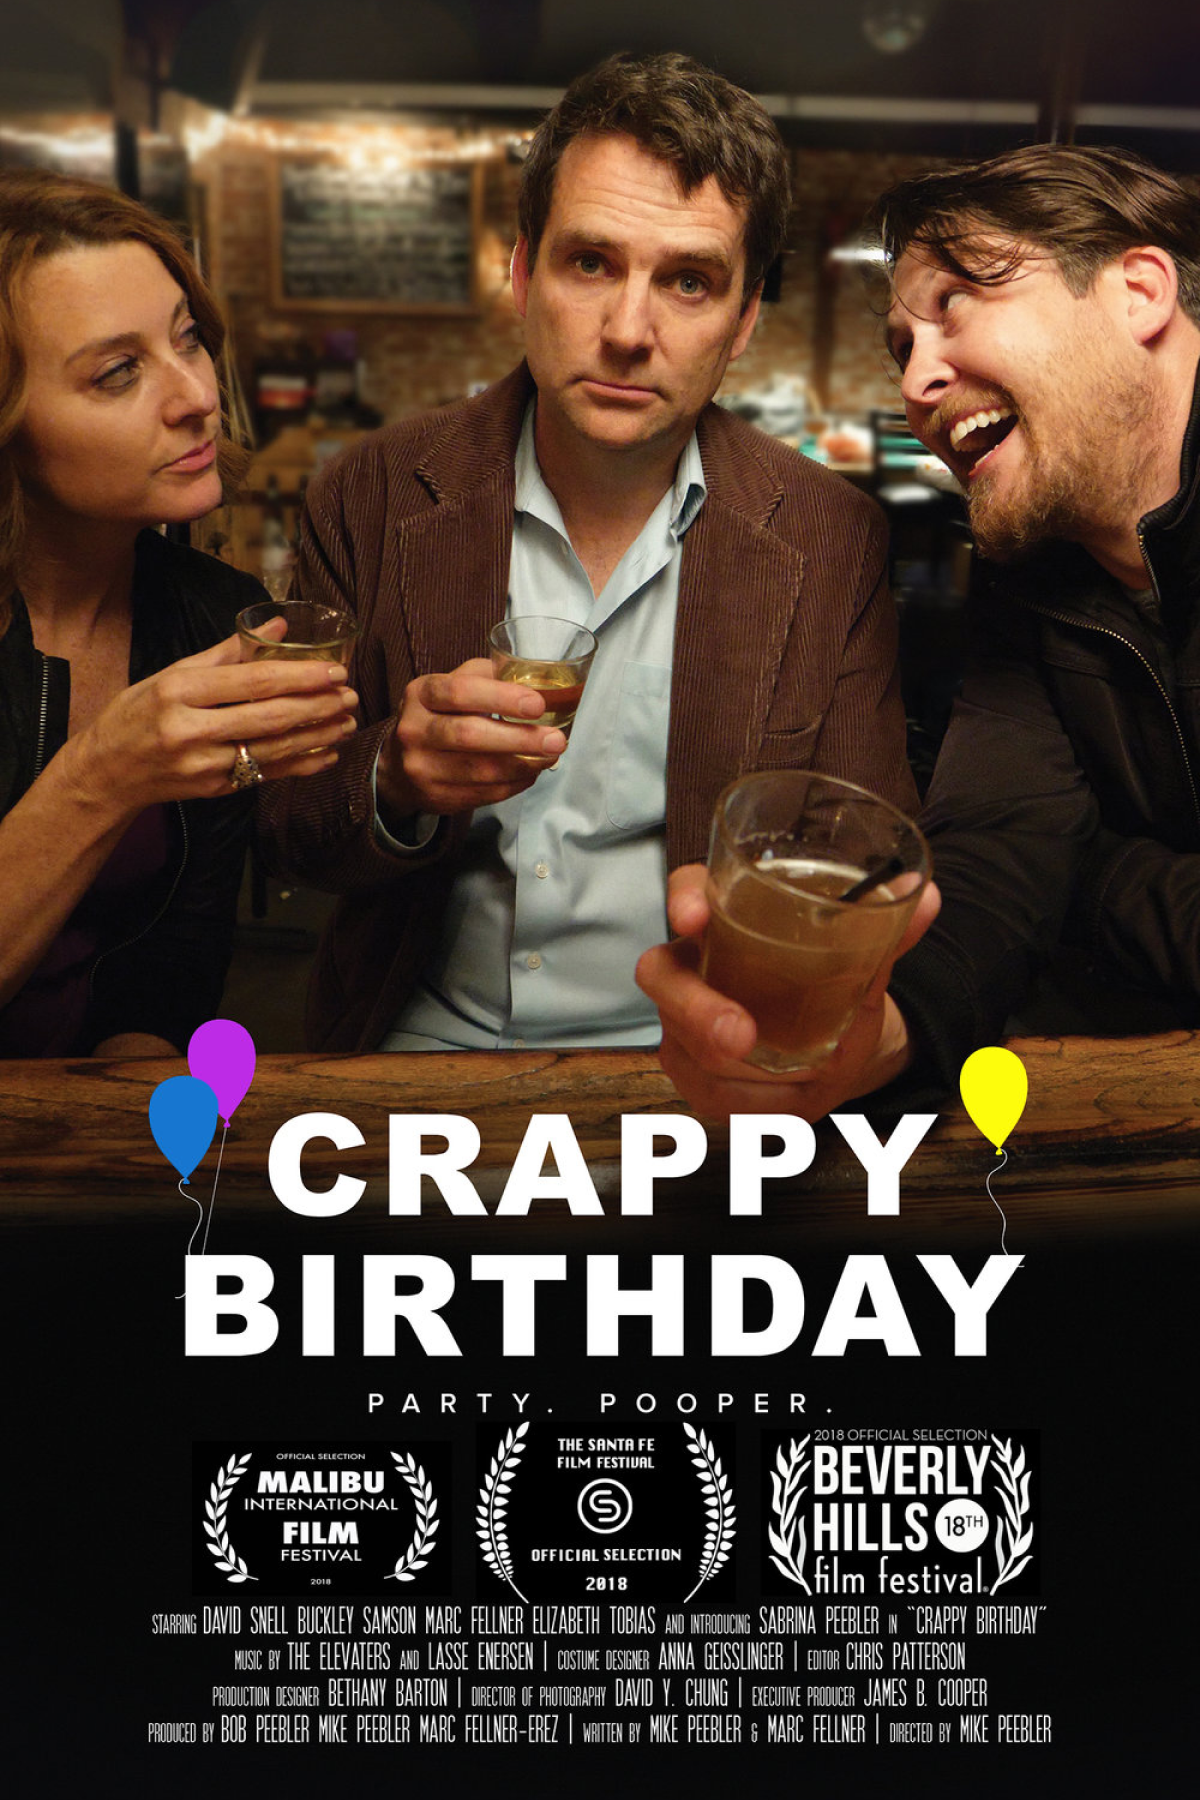 CRAPPY
BIRTHDAY
PARTY. POOPER.
OFFICIAL SELECTION
MALIBU
INTERNATIONAL
FILM
FESTIVAL
2018
THE SANTA FE
FILM FESTIVAL
S
OFFICIAL SELECTION
2018
2018 OFFICIAL SELECTION
BEVERLY
HILLS 18TH
film festival®
STARRING DAVID SNELL BUCKLEY SAMSON MARC FELLNER ELIZABETH TOBIAS AND INTRODUCING SABRINA PEEBLER IN "CRAPPY BIRTHDAY"
MUSIC BY THE ELEVATERS AND LASSE ENERSEN | COSTUME DESIGNER ANNA GEISSLINGER | EDITOR CHRIS PATTERSON
PRODUCTION DESIGNER BETHANY BARTON | DIRECTOR OF PHOTOGRAPHY DAVID Y. CHUNG | EXECUTIVE PRODUCER JAMES B. COOPER
PRODUCED BY BOB PEEBLER MIKE PEEBLER MARC FELLNER-EREZ | WRITTEN BY MIKE PEEBLER & MARC FELLNER | DIRECTED BY MIKE PEEBLER